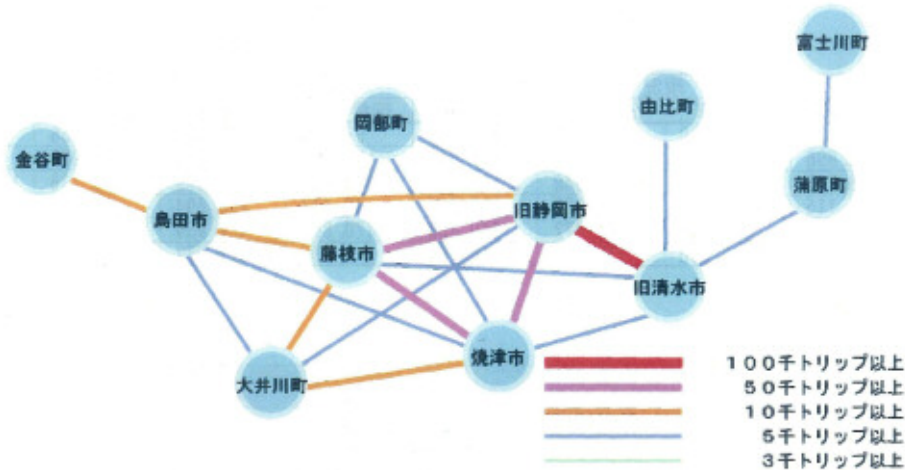 富士川町
由比町
岡部町
金谷町
蒲原町
島田市
旧静岡市
藤枝市
旧清水市
焼津市
大井川町
100千トリップ以上
50千トリップ以上
10千トリップ以上
5千トリップ以上
3千トリップ以上